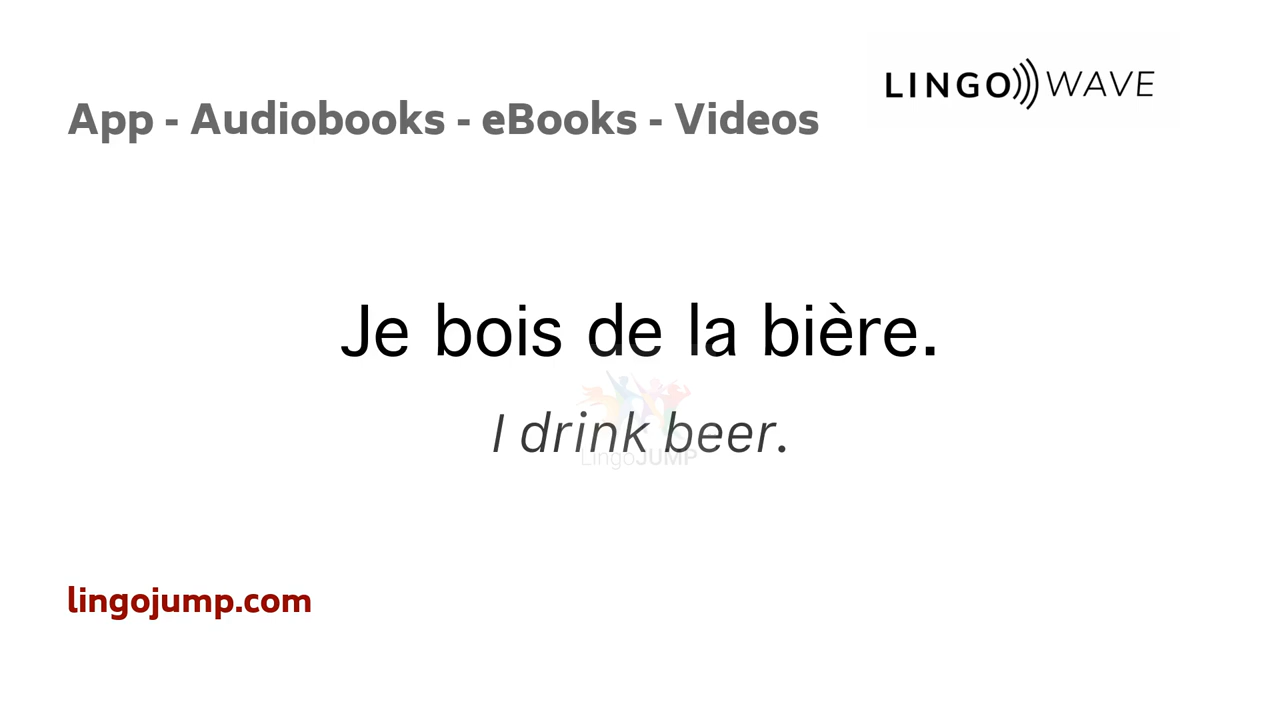 LINGO WAVE
App - Audiobooks - eBooks - Videos
Je bois de la bière.
I drink beer.
LingoJUMP
lingojump.com